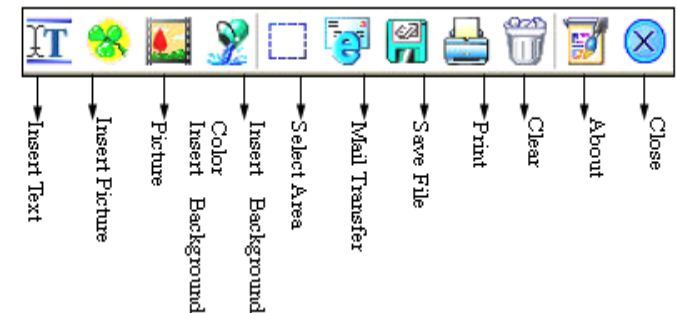 Insert Text
Insert Picture
Insert Background
Picture
Insert Background
Color
Select Area
Mail Transfer
Save File
Print
Clear
About
Close